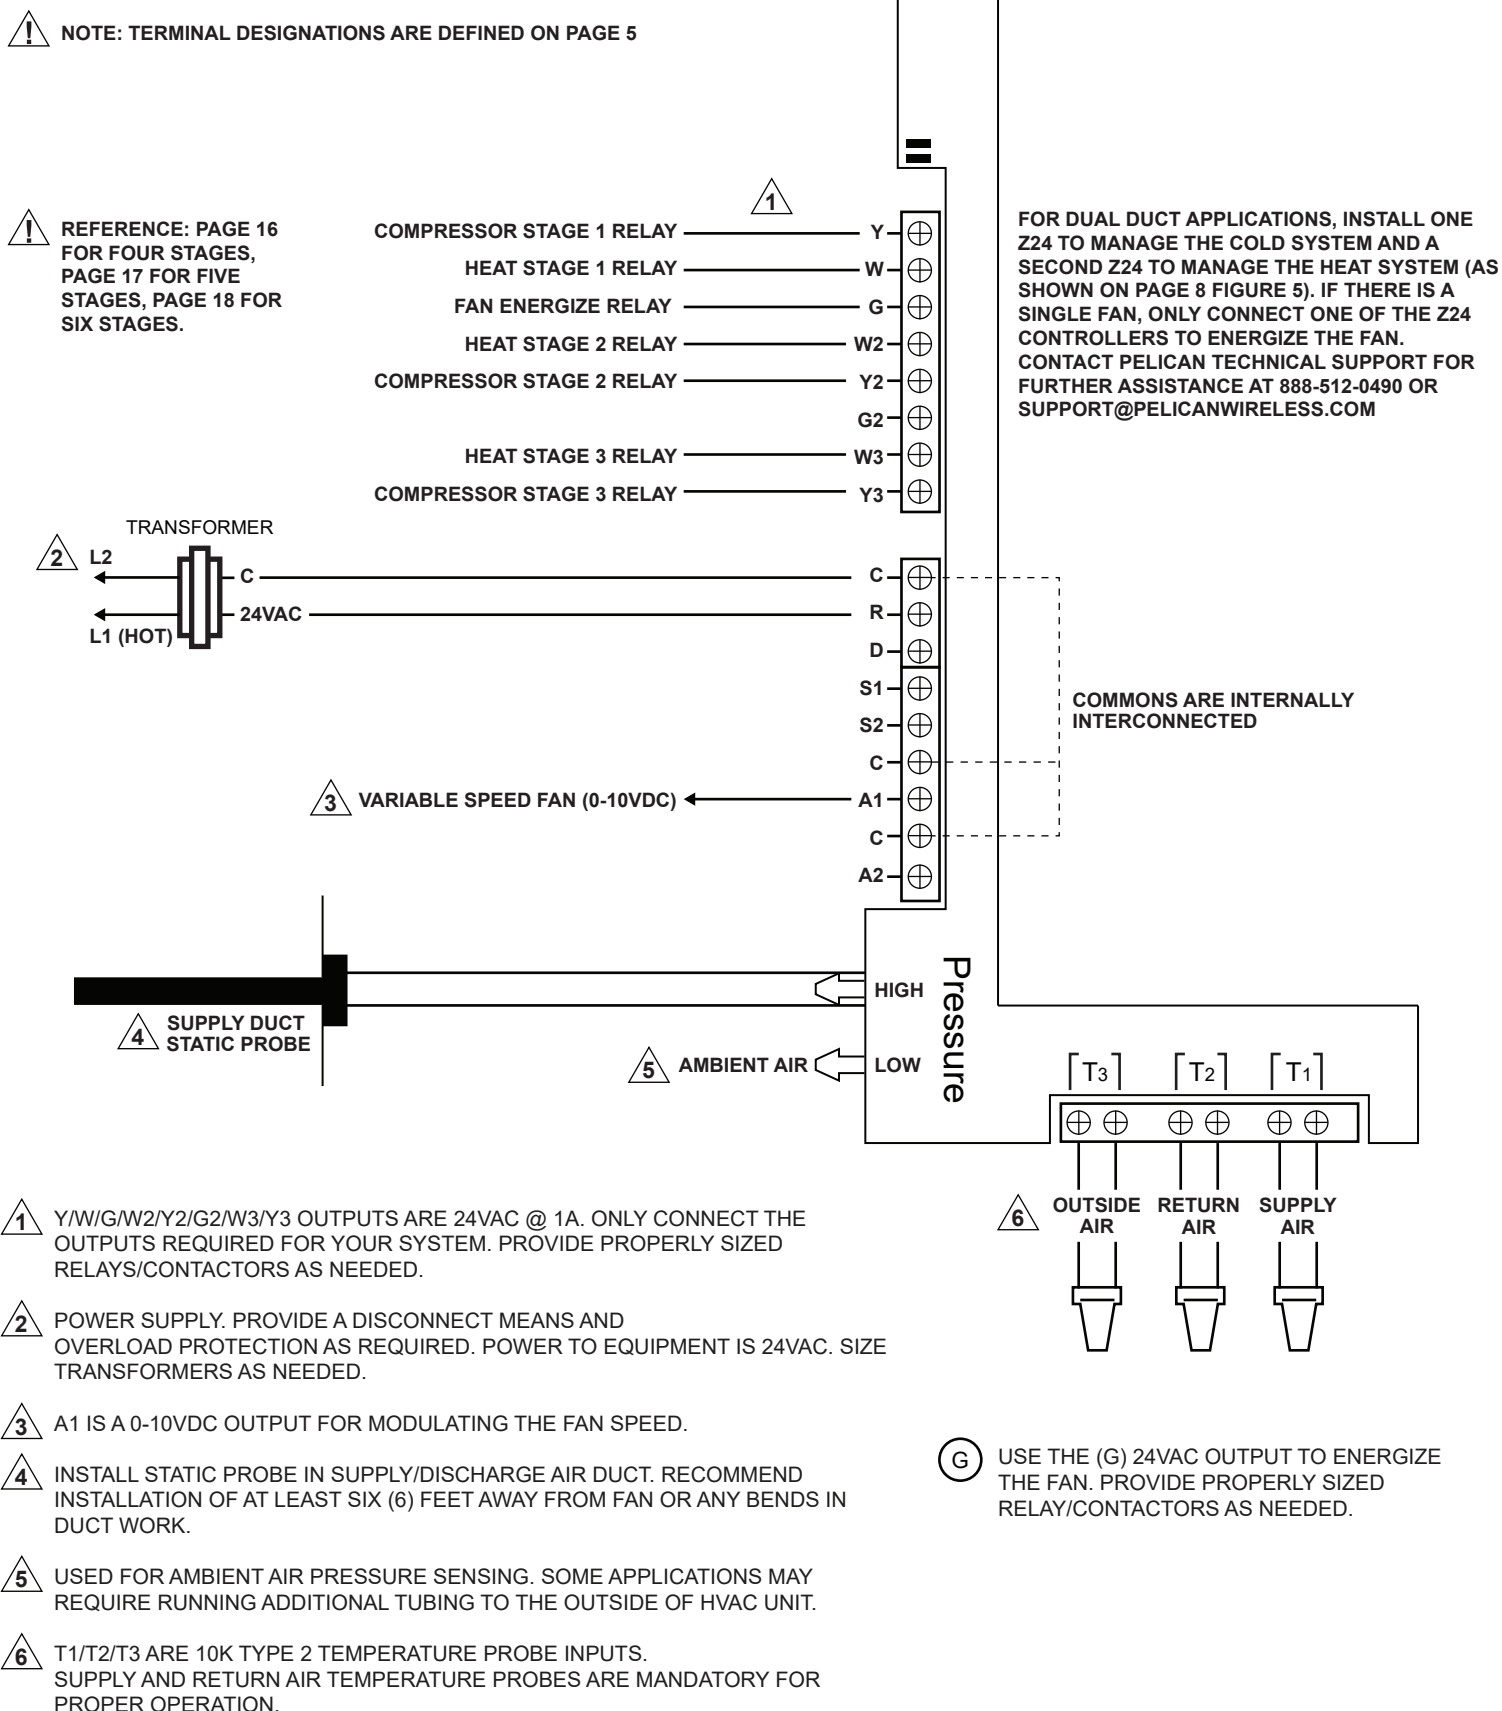 ! NOTE: TERMINAL DESIGNATIONS ARE DEFINED ON PAGE 5
! REFERENCE: PAGE 16
FOR FOUR STAGES,
PAGE 17 FOR FIVE
STAGES, PAGE 18 FOR
SIX STAGES.
1
COMPRESSOR STAGE 1 RELAY Y
HEAT STAGE 1 RELAY W
FAN ENERGIZE RELAY G
HEAT STAGE 2 RELAY W2
COMPRESSOR STAGE 2 RELAY Y2
G2
HEAT STAGE 3 RELAY W3
COMPRESSOR STAGE 3 RELAY Y3
FOR DUAL DUCT APPLICATIONS, INSTALL ONE
Z24 TO MANAGE THE COLD SYSTEM AND A
SECOND Z24 TO MANAGE THE HEAT SYSTEM (AS
SHOWN ON PAGE 8 FIGURE 5). IF THERE IS A
SINGLE FAN, ONLY CONNECT ONE OF THE Z24
CONTROLLERS TO ENERGIZE THE FAN.
CONTACT PELICAN TECHNICAL SUPPORT FOR
FURTHER ASSISTANCE AT 888-512-0490 OR
SUPPORT@PELICANWIRELESS.COM
TRANSFORMER
2 L2
C C
24VAC R
L1 (HOT)
D
S1
S2
C
COMMONS ARE INTERNALLY
INTERCONNECTED
3 VARIABLE SPEED FAN (0-10VDC) A1
C
A2
Pressure
HIGH
4 SUPPLY DUCT
STATIC PROBE
5 AMBIENT AIR LOW
T3 T2 T1
6 OUTSIDE AIR
RETURN AIR
SUPPLY AIR
1 Y/W/G/W2/Y2/G2/W3/Y3 OUTPUTS ARE 24VAC @ 1A. ONLY CONNECT THE
OUTPUTS REQUIRED FOR YOUR SYSTEM. PROVIDE PROPERLY SIZED
RELAYS/CONTACTORS AS NEEDED.
2 POWER SUPPLY. PROVIDE A DISCONNECT MEANS AND
OVERLOAD PROTECTION AS REQUIRED. POWER TO EQUIPMENT IS 24VAC. SIZE
TRANSFORMERS AS NEEDED.
3 A1 IS A 0-10VDC OUTPUT FOR MODULATING THE FAN SPEED.
4 INSTALL STATIC PROBE IN SUPPLY/DISCHARGE AIR DUCT. RECOMMEND
INSTALLATION OF AT LEAST SIX (6) FEET AWAY FROM FAN OR ANY BENDS IN
DUCT WORK.
5 USED FOR AMBIENT AIR PRESSURE SENSING. SOME APPLICATIONS MAY
REQUIRE RUNNING ADDITIONAL TUBING TO THE OUTSIDE OF HVAC UNIT.
6 T1/T2/T3 ARE 10K TYPE 2 TEMPERATURE PROBE INPUTS.
SUPPLY AND RETURN AIR TEMPERATURE PROBES ARE MANDATORY FOR
PROPER OPERATION.
G USE THE (G) 24VAC OUTPUT TO ENERGIZE
THE FAN. PROVIDE PROPERLY SIZED
RELAY/CONTACTORS AS NEEDED.